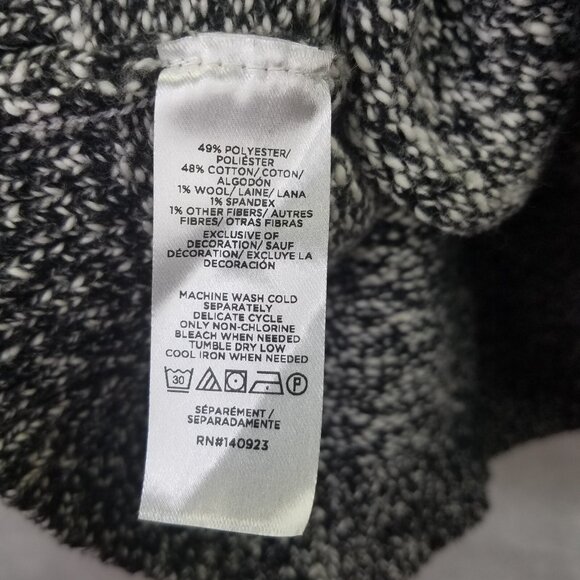 49% POLYESTER/
POLIÉSTER
48% COTTON/ COTON/
ALGODÓN
1% WOOL/ LAINE/ LANA
1% SPANDEX
1% OTHER FIBERS/ AUTRES
FIBRES/ OTRAS FIBRAS
EXCLUSIVE OF
DECORATION/ SAUF
DÉCORATION/ EXCLUYE LA
DECORACIÓN
MACHINE WASH COLD
SEPARATELY
DELICATE CYCLE
ONLY NON-CHLORINE
BLEACH WHEN NEEDED
TUMBLE DRY LOW
COOL IRON WHEN NEEDED
30 P
SÉPARÉMENT /
SEPARADAMENTE
RN#140923